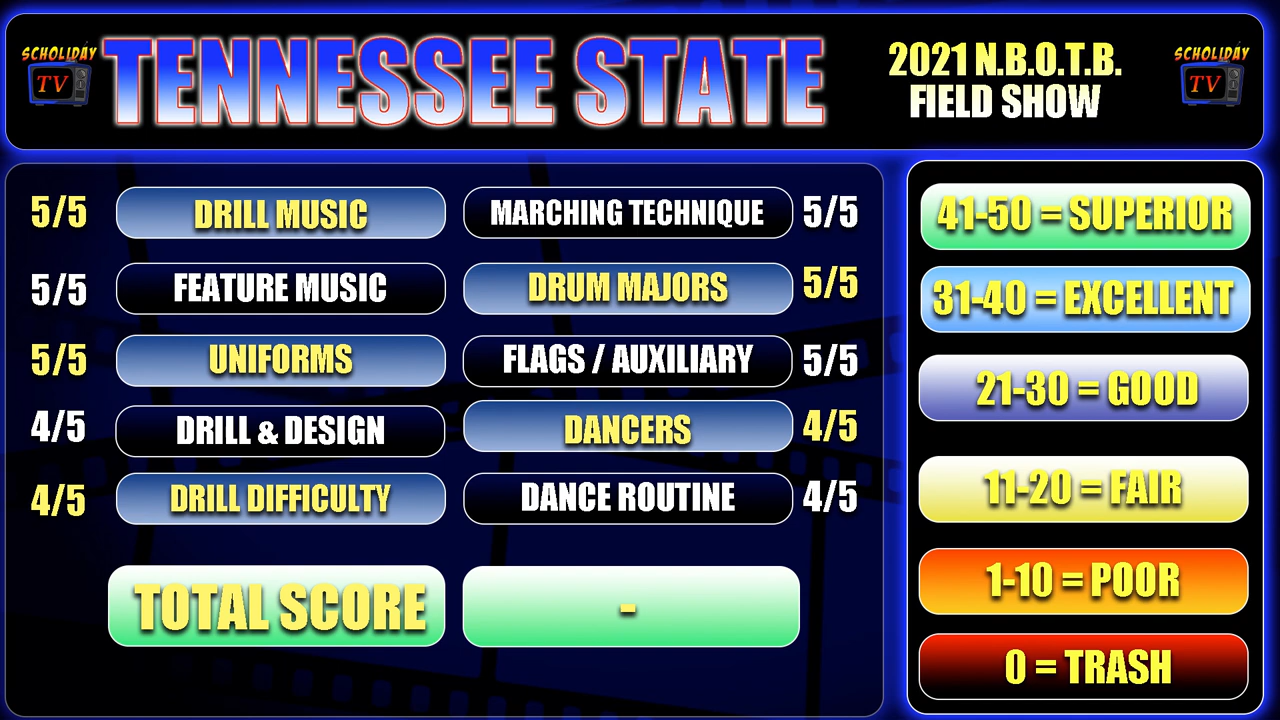 SCHOLIDAY
TV
TENNESSEE STATE
2021 N.B.O.T.B.
FIELD SHOW
SCHOLIDAY
TV
5/5 DRILL MUSIC MARCHING TECHNIQUE 5/5
5/5 FEATURE MUSIC DRUM MAJORS 5/5
5/5 UNIFORMS FLAGS / AUXILIARY 5/5
4/5 DRILL & DESIGN DANCERS 4/5
4/5 DRILL DIFFICULTY DANCE ROUTINE 4/5
TOTAL SCORE -
41-50 = SUPERIOR
31-40 = EXCELLENT
21-30 = GOOD
11-20 = FAIR
1-10 = POOR
0 = TRASH